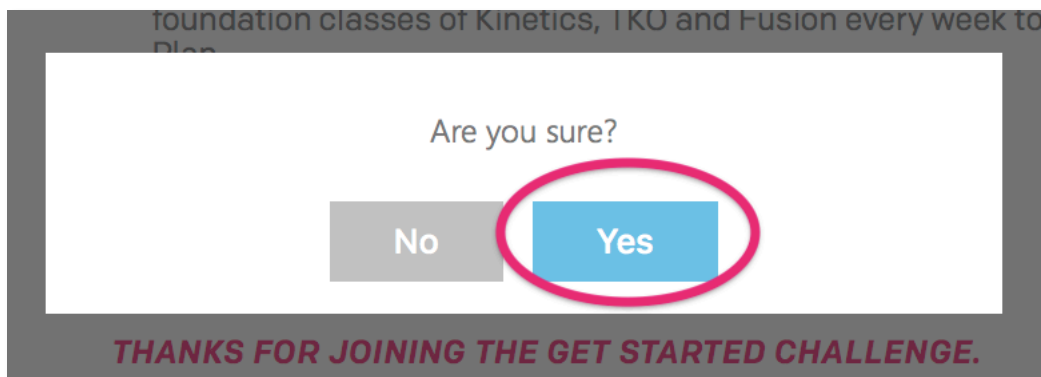 foundation classes of Kinetics, TKO and Fusion every week to
Plan
Are you sure?
No Yes
THANKS FOR JOINING THE GET STARTED CHALLENGE.